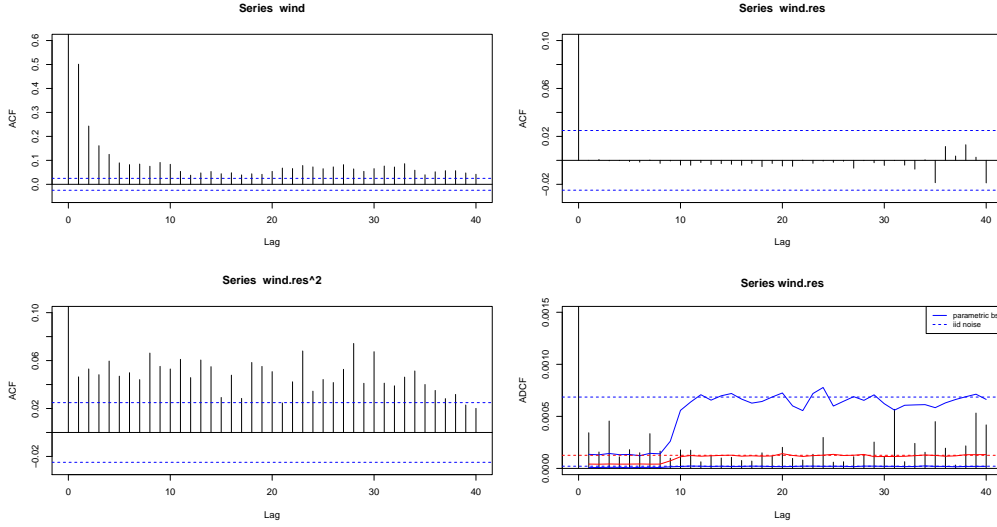 Series wind
ACF
0.0
0.1
0.2
0.3
0.4
0.5
0.6
0
10
20
30
40
Lag
Series wind.res
ACF
−0.02
0.02
0.06
0.10
0
10
20
30
40
Lag
Series wind.res^2
ACF
−0.02
0.02
0.06
0.10
0
10
20
30
40
Lag
Series wind.res
ADCF
0.0000
0.0005
0.0010
0.0015
parametric bs
iid noise
0
10
20
30
40
Lag